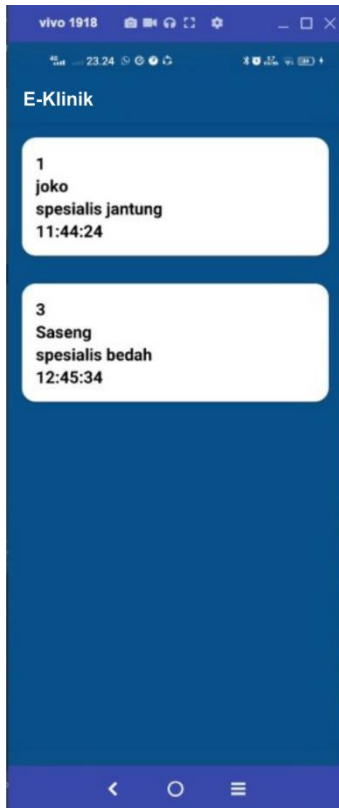 vivo 1918
23.24
E-Klinik
1
joko
spesialis jantung
11:44:24
3
Saseng
spesialis bedah
12:45:34